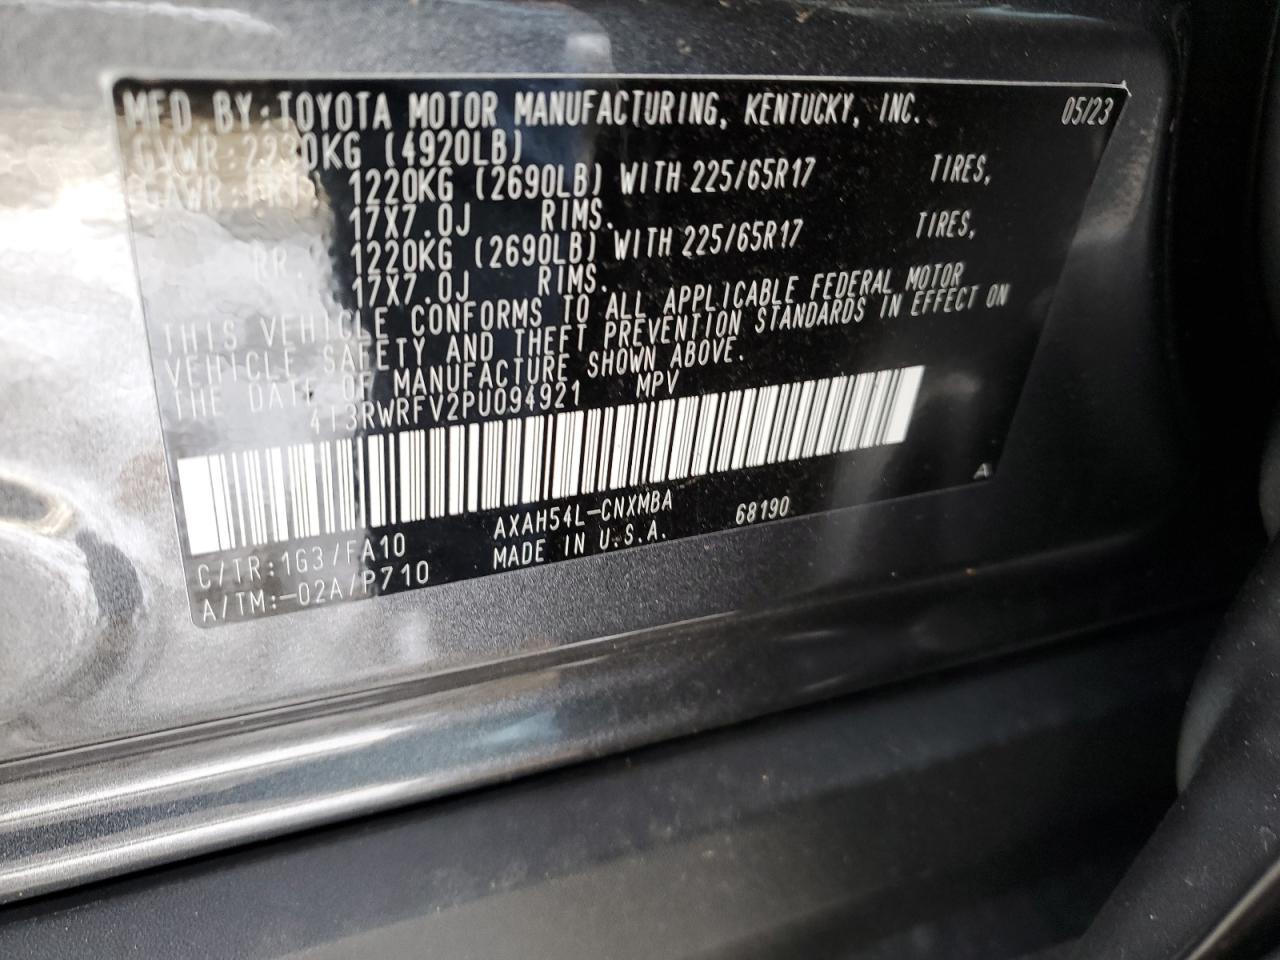 MFD. BY: TOYOTA MOTOR MANUFACTURING, KENTUCKY, INC. 05/23
GVWR: 2230KG (4920LB)
GAWR: FRT. 1220KG (2690LB) WITH 225/65R17 TIRES,
17X7.0J RIMS.
RR. 1220KG (2690LB) WITH 225/65R17 TIRES,
17X7.0J RIMS.
THIS VEHICLE CONFORMS TO ALL APPLICABLE FEDERAL MOTOR
VEHICLE SAFETY AND THEFT PREVENTION STANDARDS IN EFFECT ON
THE DATE OF MANUFACTURE SHOWN ABOVE.
4T3RWRFV2PU094921 MPV
A
C/TR: 1G3/FA10 AXAH54L-CNXMBA 68190
A/TM: -02A/P710 MADE IN U.S.A.